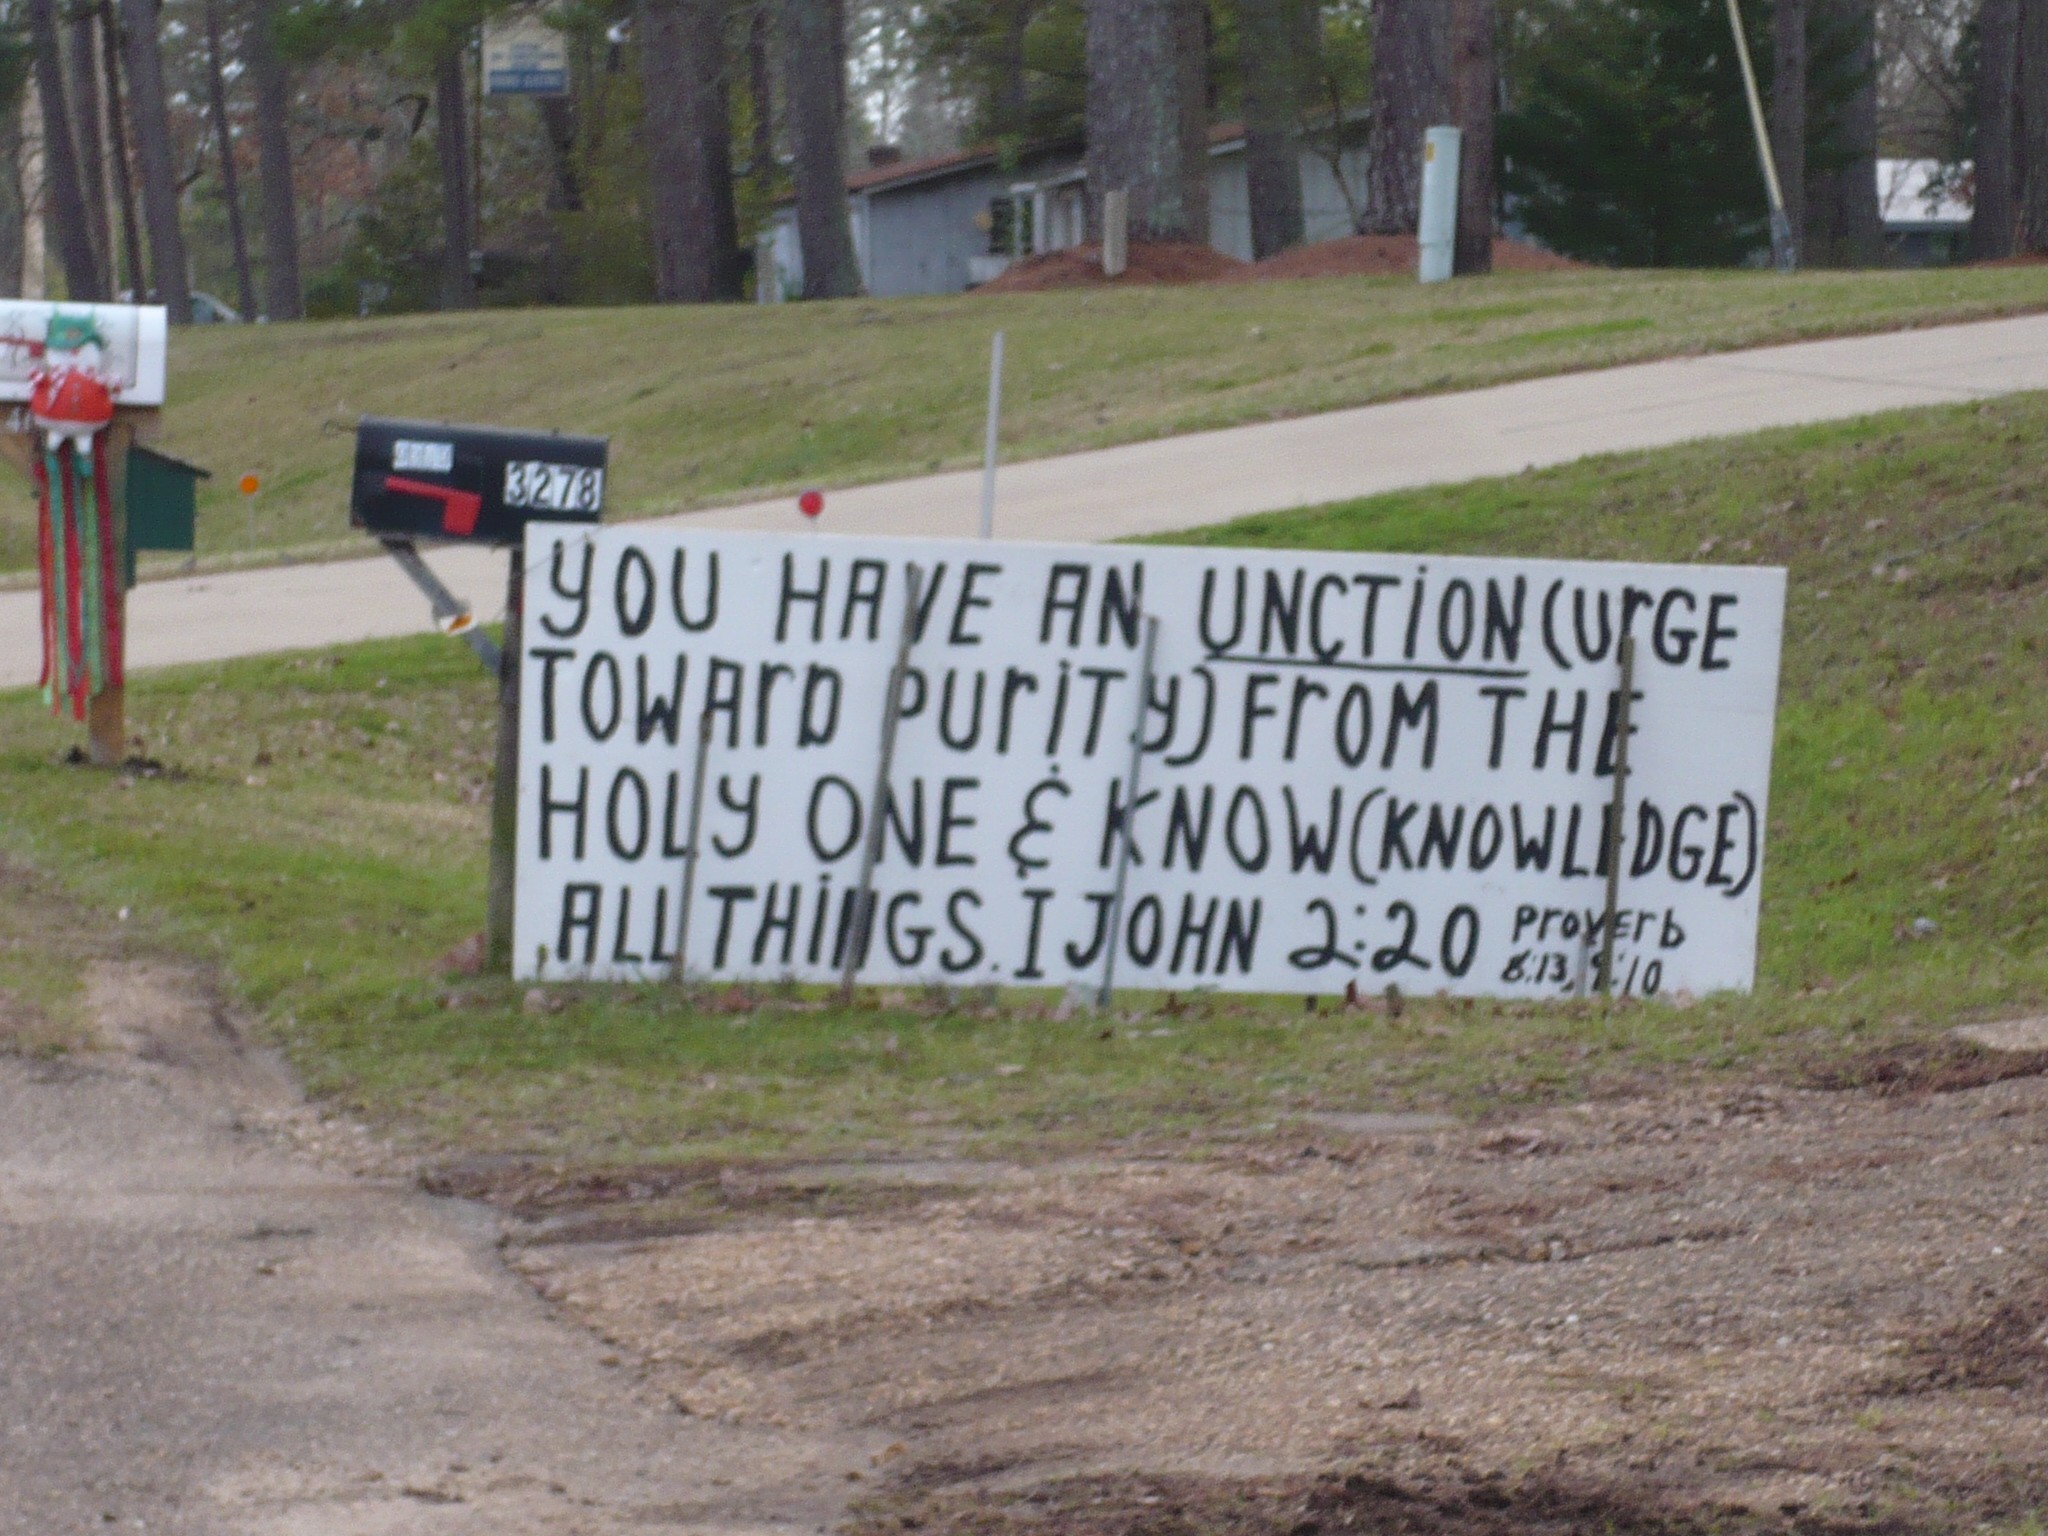 3278
YOU HAVE AN UNCTiON (UrGE
TOWArD PUriTY) FrOM THE
HOLY ONE & KNOW (KNOWLEDGE)
ALL THiNGS. I JOHN 2:20
ProVErb
8:13, 9:10